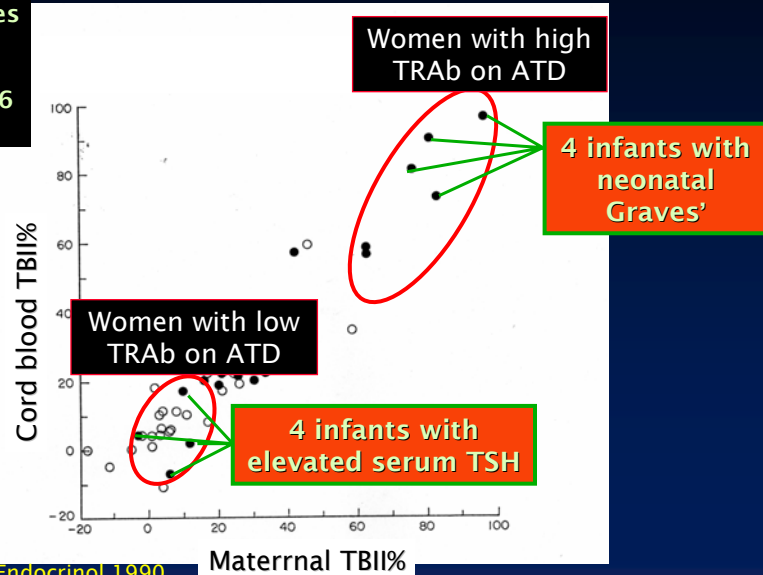 es
6
Women with high
TRAb on ATD
4 infants with
neonatal
Graves’
Women with low
TRAb on ATD
4 infants with
elevated serum TSH
Cord blood TBII%
100
80
60
40
20
0
-20
-20 0 20 40 60 80 100
Materrnal TBII%
Endocrinol 1990